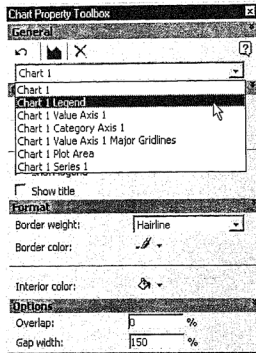 Chart Property Toolbox
General
Chart 1
Chart 1
Chart 1 Legend
Chart 1 Value Axis 1
Chart 1 Category Axis 1
Chart 1 Value Axis 1 Major Gridlines
Chart 1 Plot Area
Chart 1 Series 1
Show title
Format
Border weight: Hairline
Border color:
Interior color:
Options
Overlap: 0 %
Gap width: 150 %